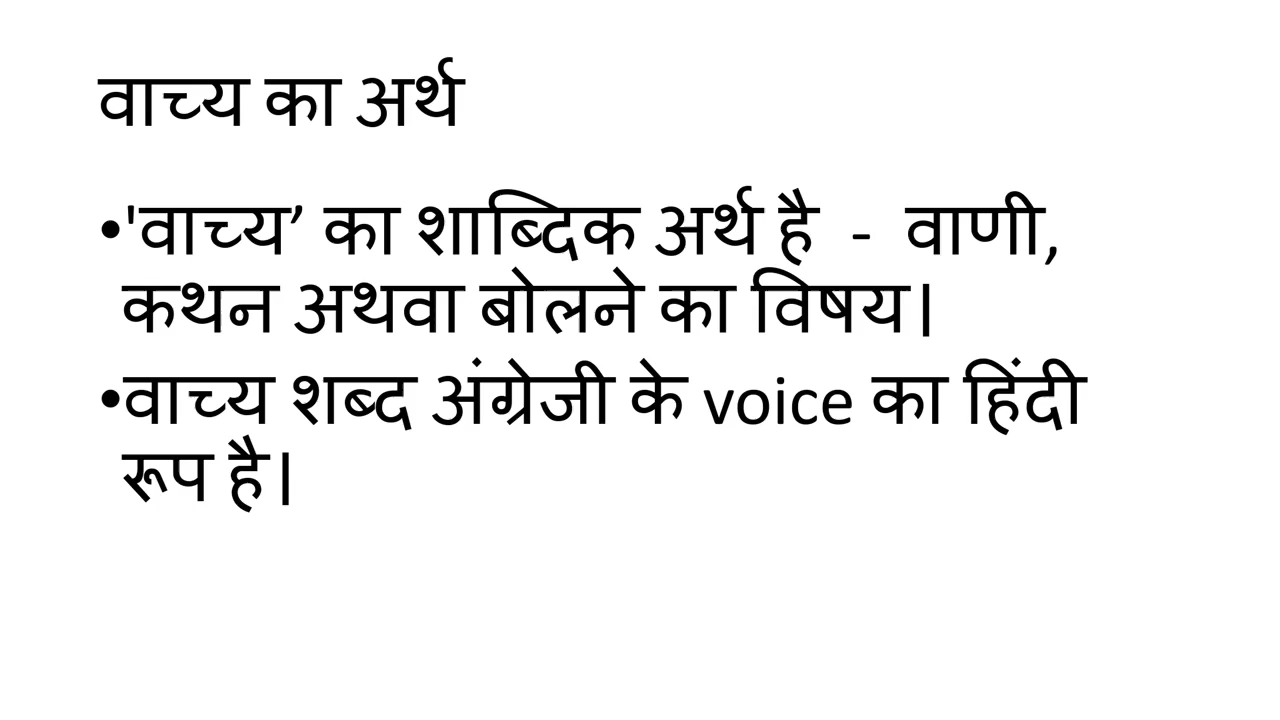 वाच्य का अर्थ
•'वाच्य’ का शाब्दिक अर्थ है - वाणी,
कथन अथवा बोलने का विषय।
•वाच्य शब्द अंग्रेजी के voice का हिंदी
रूप है।